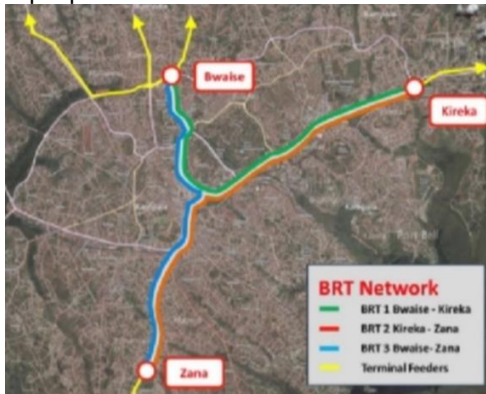 Bwaise
Kireka
Zana
BRT Network
BRT 1 Bwaise - Kireka
BRT 2 Kireka - Zana
BRT 3 Bwaise- Zana
Terminal Feeders